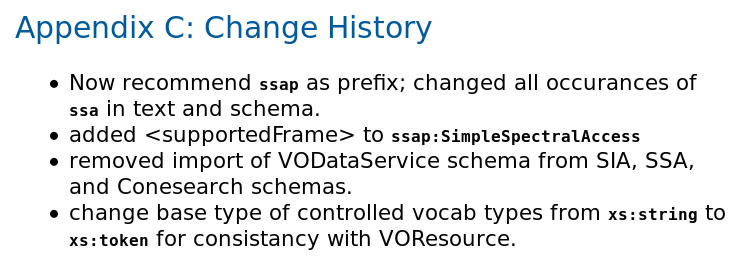 Appendix C: Change History
• Now recommend ssap as prefix; changed all occurances of
ssa in text and schema.
• added <supportedFrame> to ssap:SimpleSpectralAccess
• removed import of VODataService schema from SIA, SSA,
and Conesearch schemas.
• change base type of controlled vocab types from xs:string to
xs:token for consistancy with VOResource.